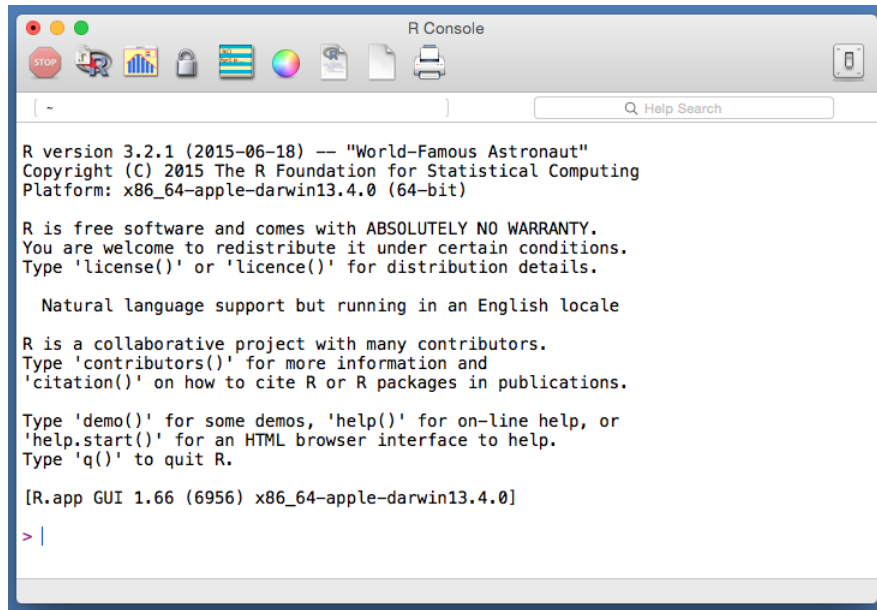 R Console
STOP
R
R
~
Help Search
R version 3.2.1 (2015-06-18) -- "World-Famous Astronaut"
Copyright (C) 2015 The R Foundation for Statistical Computing
Platform: x86_64-apple-darwin13.4.0 (64-bit)
R is free software and comes with ABSOLUTELY NO WARRANTY.
You are welcome to redistribute it under certain conditions.
Type 'license()' or 'licence()' for distribution details.
Natural language support but running in an English locale
R is a collaborative project with many contributors.
Type 'contributors()' for more information and
'citation()' on how to cite R or R packages in publications.
Type 'demo()' for some demos, 'help()' for on-line help, or
'help.start()' for an HTML browser interface to help.
Type 'q()' to quit R.
[R.app GUI 1.66 (6956) x86_64-apple-darwin13.4.0]
>